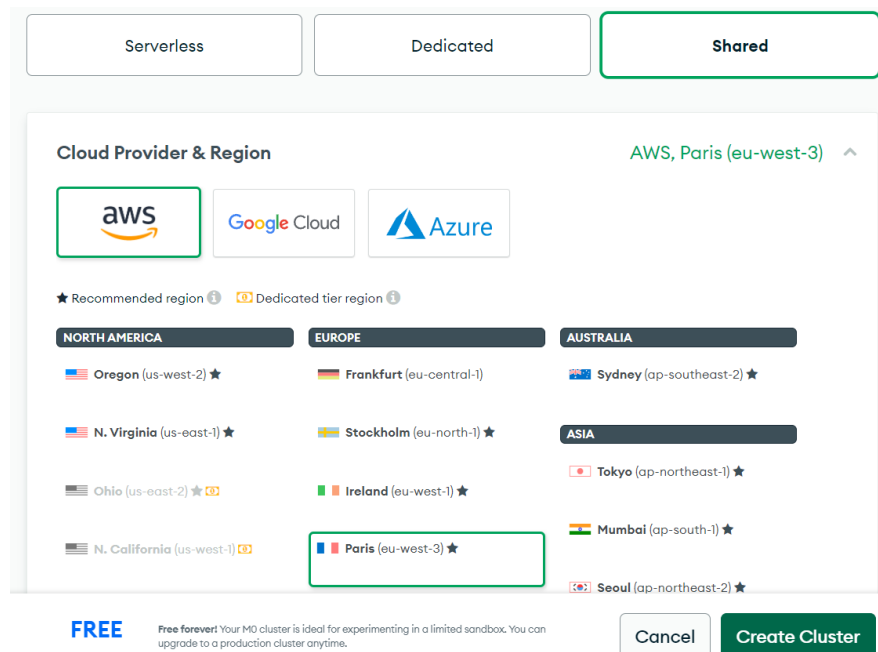 Serverless
Dedicated
Shared
Cloud Provider & Region
AWS, Paris (eu-west-3)
aws
Google Cloud
Azure
Recommended region
Dedicated tier region
NORTH AMERICA
Oregon (us-west-2)
N. Virginia (us-east-1)
Ohio (us-east-2)
N. California (us-west-1)
EUROPE
Frankfurt (eu-central-1)
Stockholm (eu-north-1)
Ireland (eu-west-1)
Paris (eu-west-3)
AUSTRALIA
Sydney (ap-southeast-2)
ASIA
Tokyo (ap-northeast-1)
Mumbai (ap-south-1)
Seoul (ap-northeast-2)
FREE
Free forever! Your M0 cluster is ideal for experimenting in a limited sandbox. You can
upgrade to a production cluster anytime.
Cancel
Create Cluster